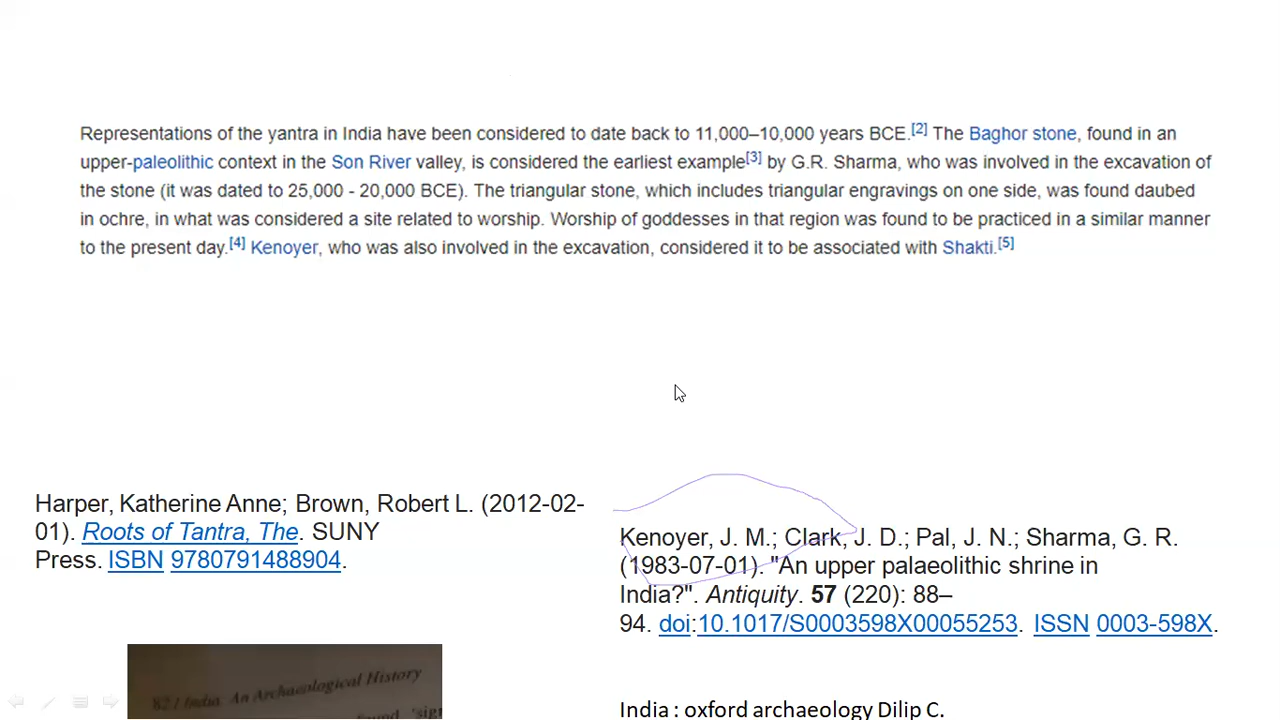 Representations of the yantra in India have been considered to date back to 11,000–10,000 years BCE.[2] The Baghor stone, found in an
upper-paleolithic context in the Son River valley, is considered the earliest example[3] by G.R. Sharma, who was involved in the excavation of
the stone (it was dated to 25,000 - 20,000 BCE). The triangular stone, which includes triangular engravings on one side, was found daubed
in ochre, in what was considered a site related to worship. Worship of goddesses in that region was found to be practiced in a similar manner
to the present day.[4] Kenoyer, who was also involved in the excavation, considered it to be associated with Shakti.[5]
Harper, Katherine Anne; Brown, Robert L. (2012-02-
01). Roots of Tantra, The. SUNY
Press. ISBN 9780791488904.
Kenoyer, J. M.; Clark, J. D.; Pal, J. N.; Sharma, G. R.
(1983-07-01). "An upper palaeolithic shrine in
India?". Antiquity. 57 (220): 88–
94. doi:10.1017/S0003598X00055253. ISSN 0003-598X.
82 / India. An Archaeological History
India : oxford archaeology Dilip C.